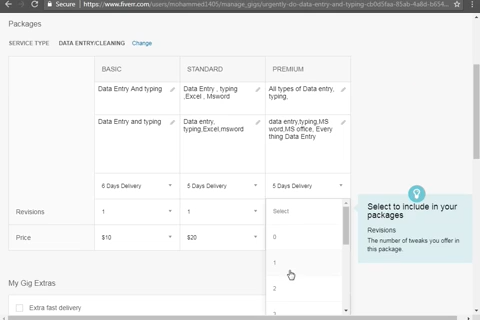 Secure
https://www.fiverr.com/users/mohammed1405/manage_gigs/urgently-do-data-entry-and-typing-cb0d5faa-85ab-4a8d-b654...
Packages
SERVICE TYPE DATA ENTRY/CLEANING Change
BASIC STANDARD PREMIUM
Data Entry And typing
Data Entry , typing
,Excel , Msword
All types of Data entry,
typing,
Data Entry and typing
Data entry,
typing,Excel,msword
data entry,typing,MS
word,MS office, Every
thing Data Entry
6 Days Delivery 5 Days Delivery 5 Days Delivery
Revisions 1 1
Select
0
1
2
3
Price $10 $20
Select to include in your
packages
Revisions
The number of tweaks you offer in
this package.
My Gig Extras
Extra fast delivery